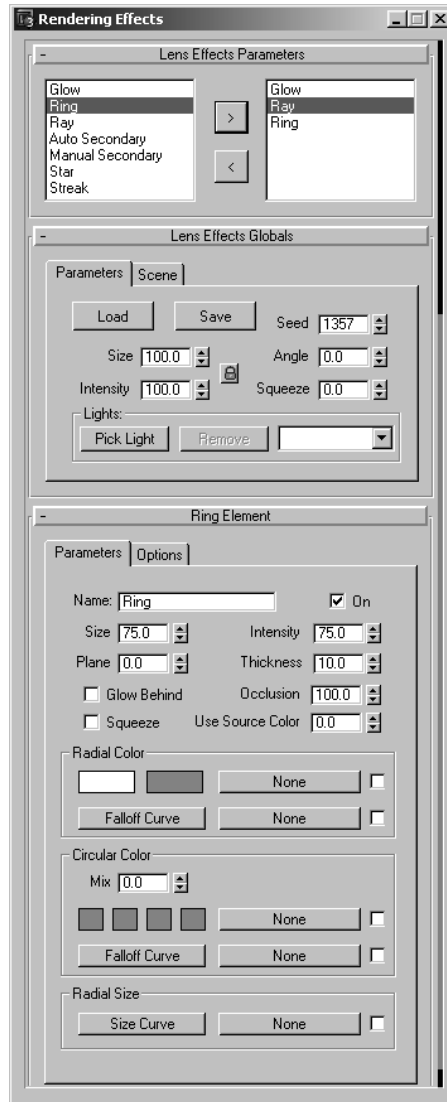 Rendering Effects
- Lens Effects Parameters
Glow
Ring
Ray
Auto Secondary
Manual Secondary
Star
Streak
>
<
Glow
Ray
Ring
- Lens Effects Globals
Parameters Scene
Load Save Seed 1357
Size 100.0 Angle 0.0
Intensity 100.0 Squeeze 0.0
Lights:
Pick Light Remove
- Ring Element
Parameters Options
Name: Ring On
Size 75.0 Intensity 75.0
Plane 0.0 Thickness 10.0
Glow Behind Occlusion 100.0
Squeeze Use Source Color 0.0
Radial Color
None
Falloff Curve None
Circular Color
Mix 0.0
None
Falloff Curve None
Radial Size
Size Curve None